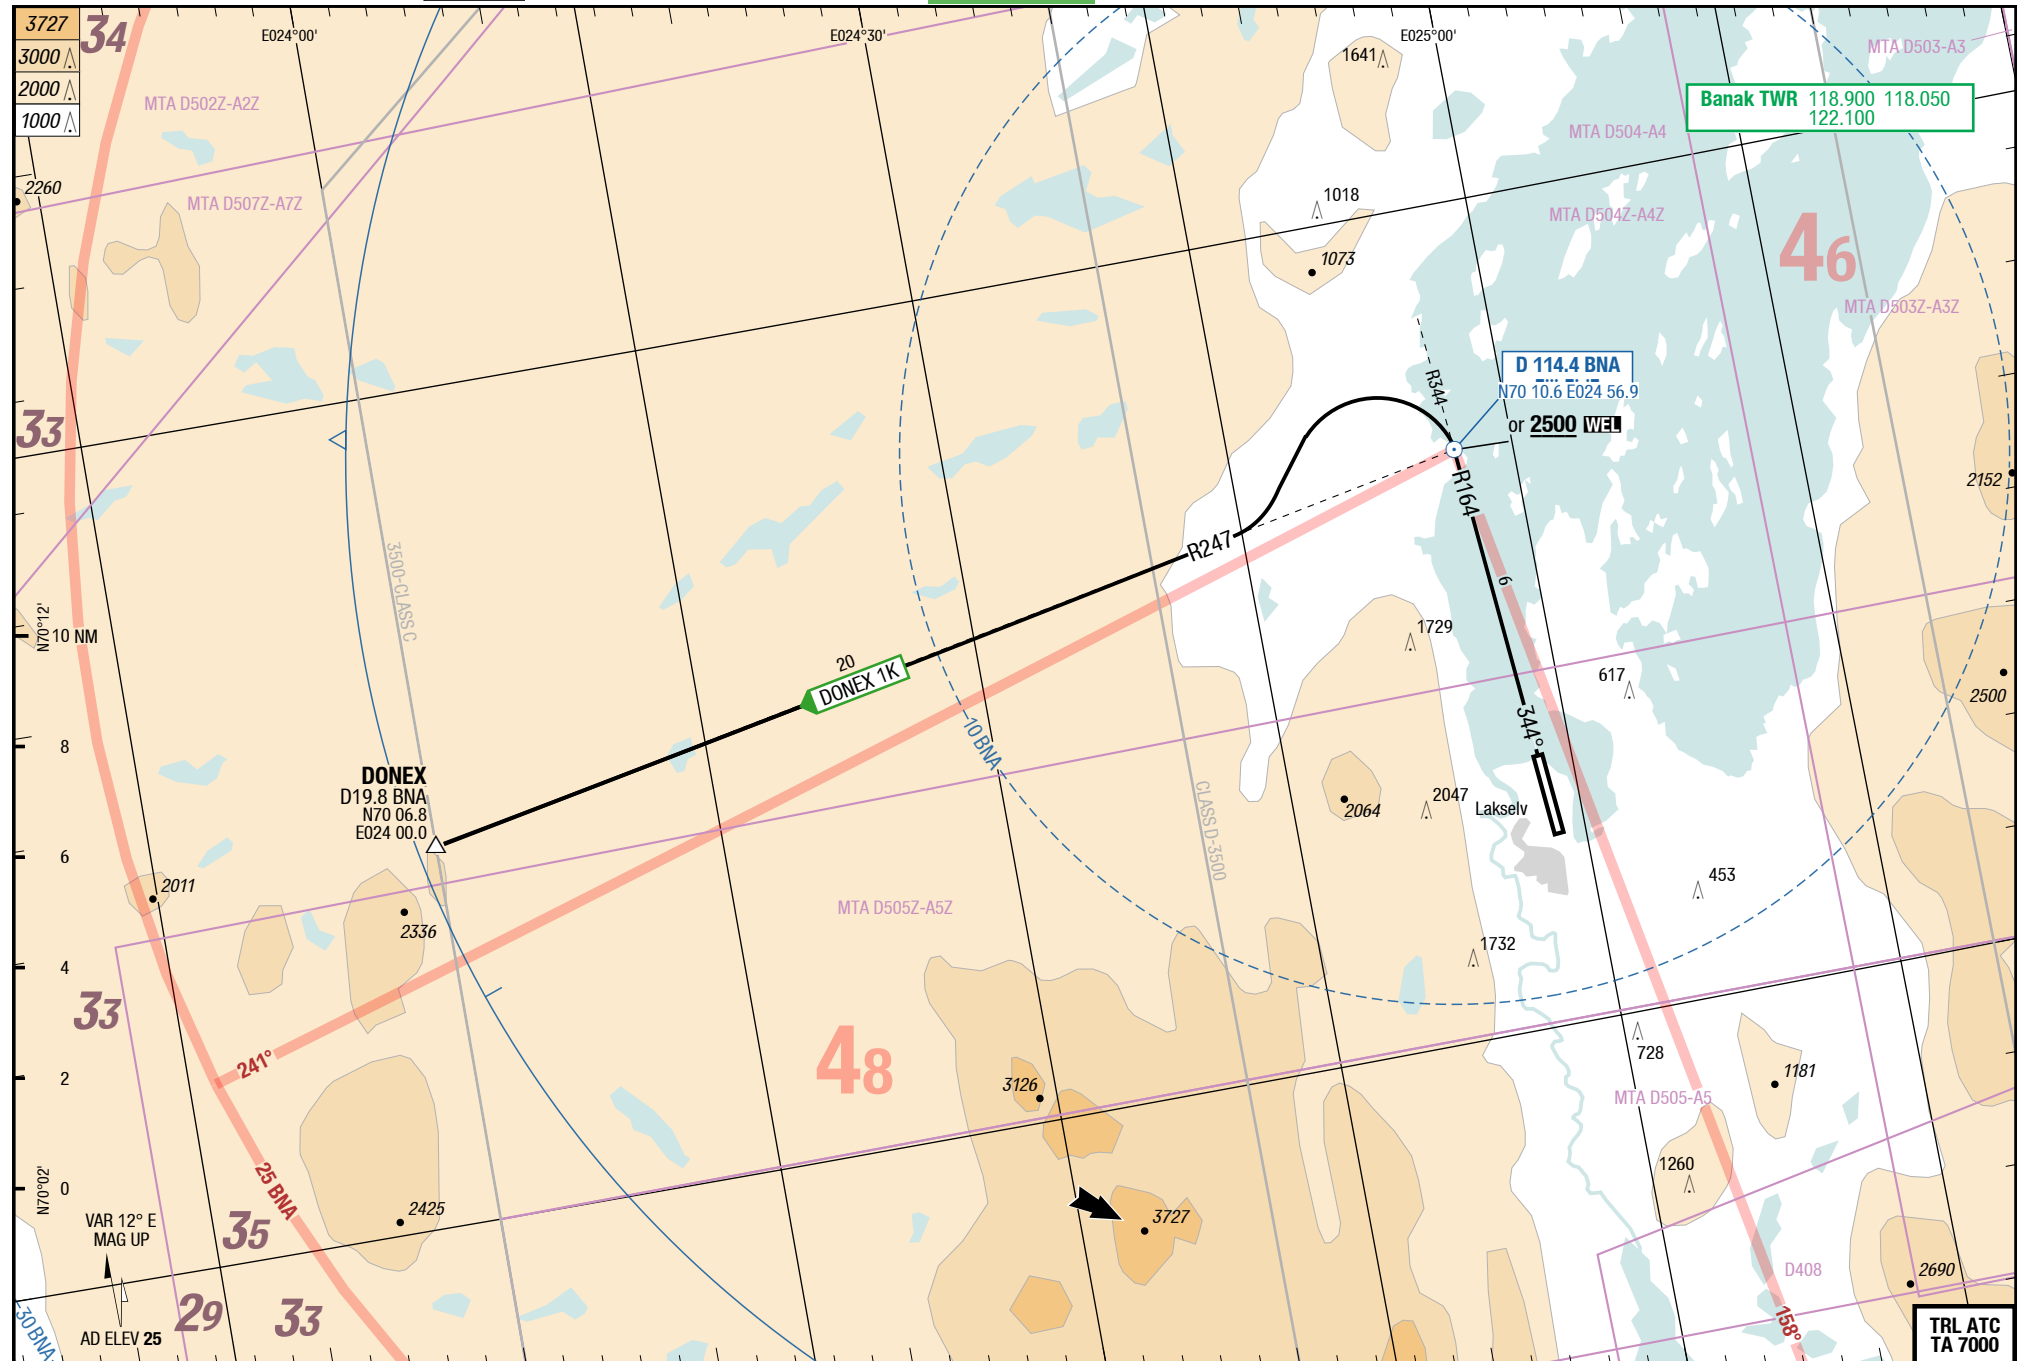 3727
3000
2000
1000
34
E024°00'
E024°30'
E025°00'
1641
MTA D503-A3
MTA D502Z-A2Z
Banak TWR 118.900 118.050
122.100
MTA D504-A4
2260
MTA D507Z-A7Z
1018
MTA D504Z-A4Z
46
1073
MTA D503Z-A3Z
D 114.4 BNA
N70 10.6 E024 56.9
R344
or 2500 WEL
33
2152
R164
3500-CLASS C
R247
6
N70°12'
10 NM
1729
20
DONEX 1K
617
2500
10 BNA
344°
8
DONEX
D19.8 BNA
N70 06.8
E024 00.0
CLASS D-3500
2064
2047
Lakselv
6
2011
453
2336
MTA D505Z-A5Z
1732
4
33
48
728
241°
2
3126
1181
MTA D505-A5
N70°02'
0
25 BNA
1260
2425
3727
VAR 12° E
MAG UP
35
D408
2690
29
33
30 BNA
AD ELEV 25
158°
TRL ATC
TA 7000